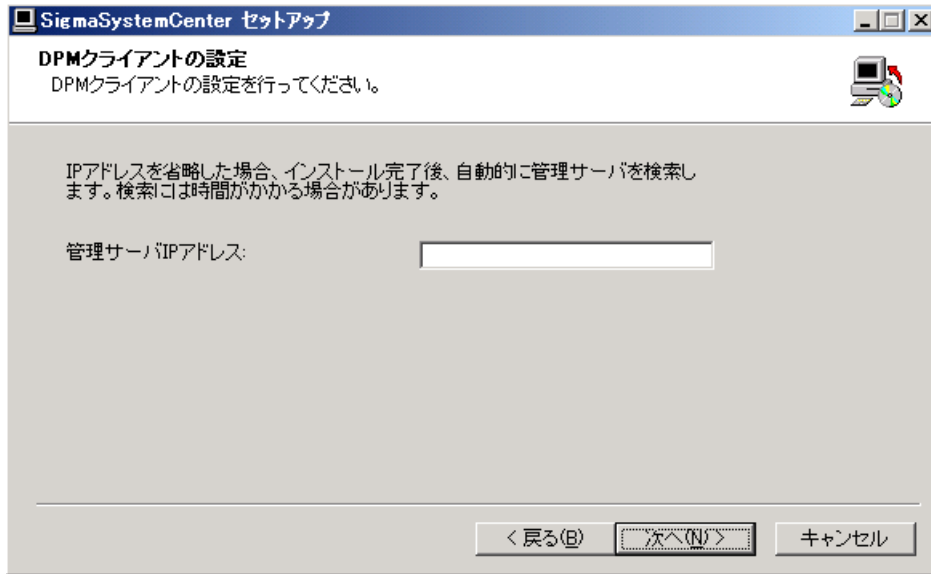 SigmaSystemCenter セットアップ
DPMクライアントの設定
DPMクライアントの設定を行ってください。
IPアドレスを省略した場合、インストール完了後、自動的に管理サーバを検索し
ます。検索には時間がかかる場合があります。
管理サーバIPアドレス:
< 戻る(B)
次へ(N) >
キャンセル